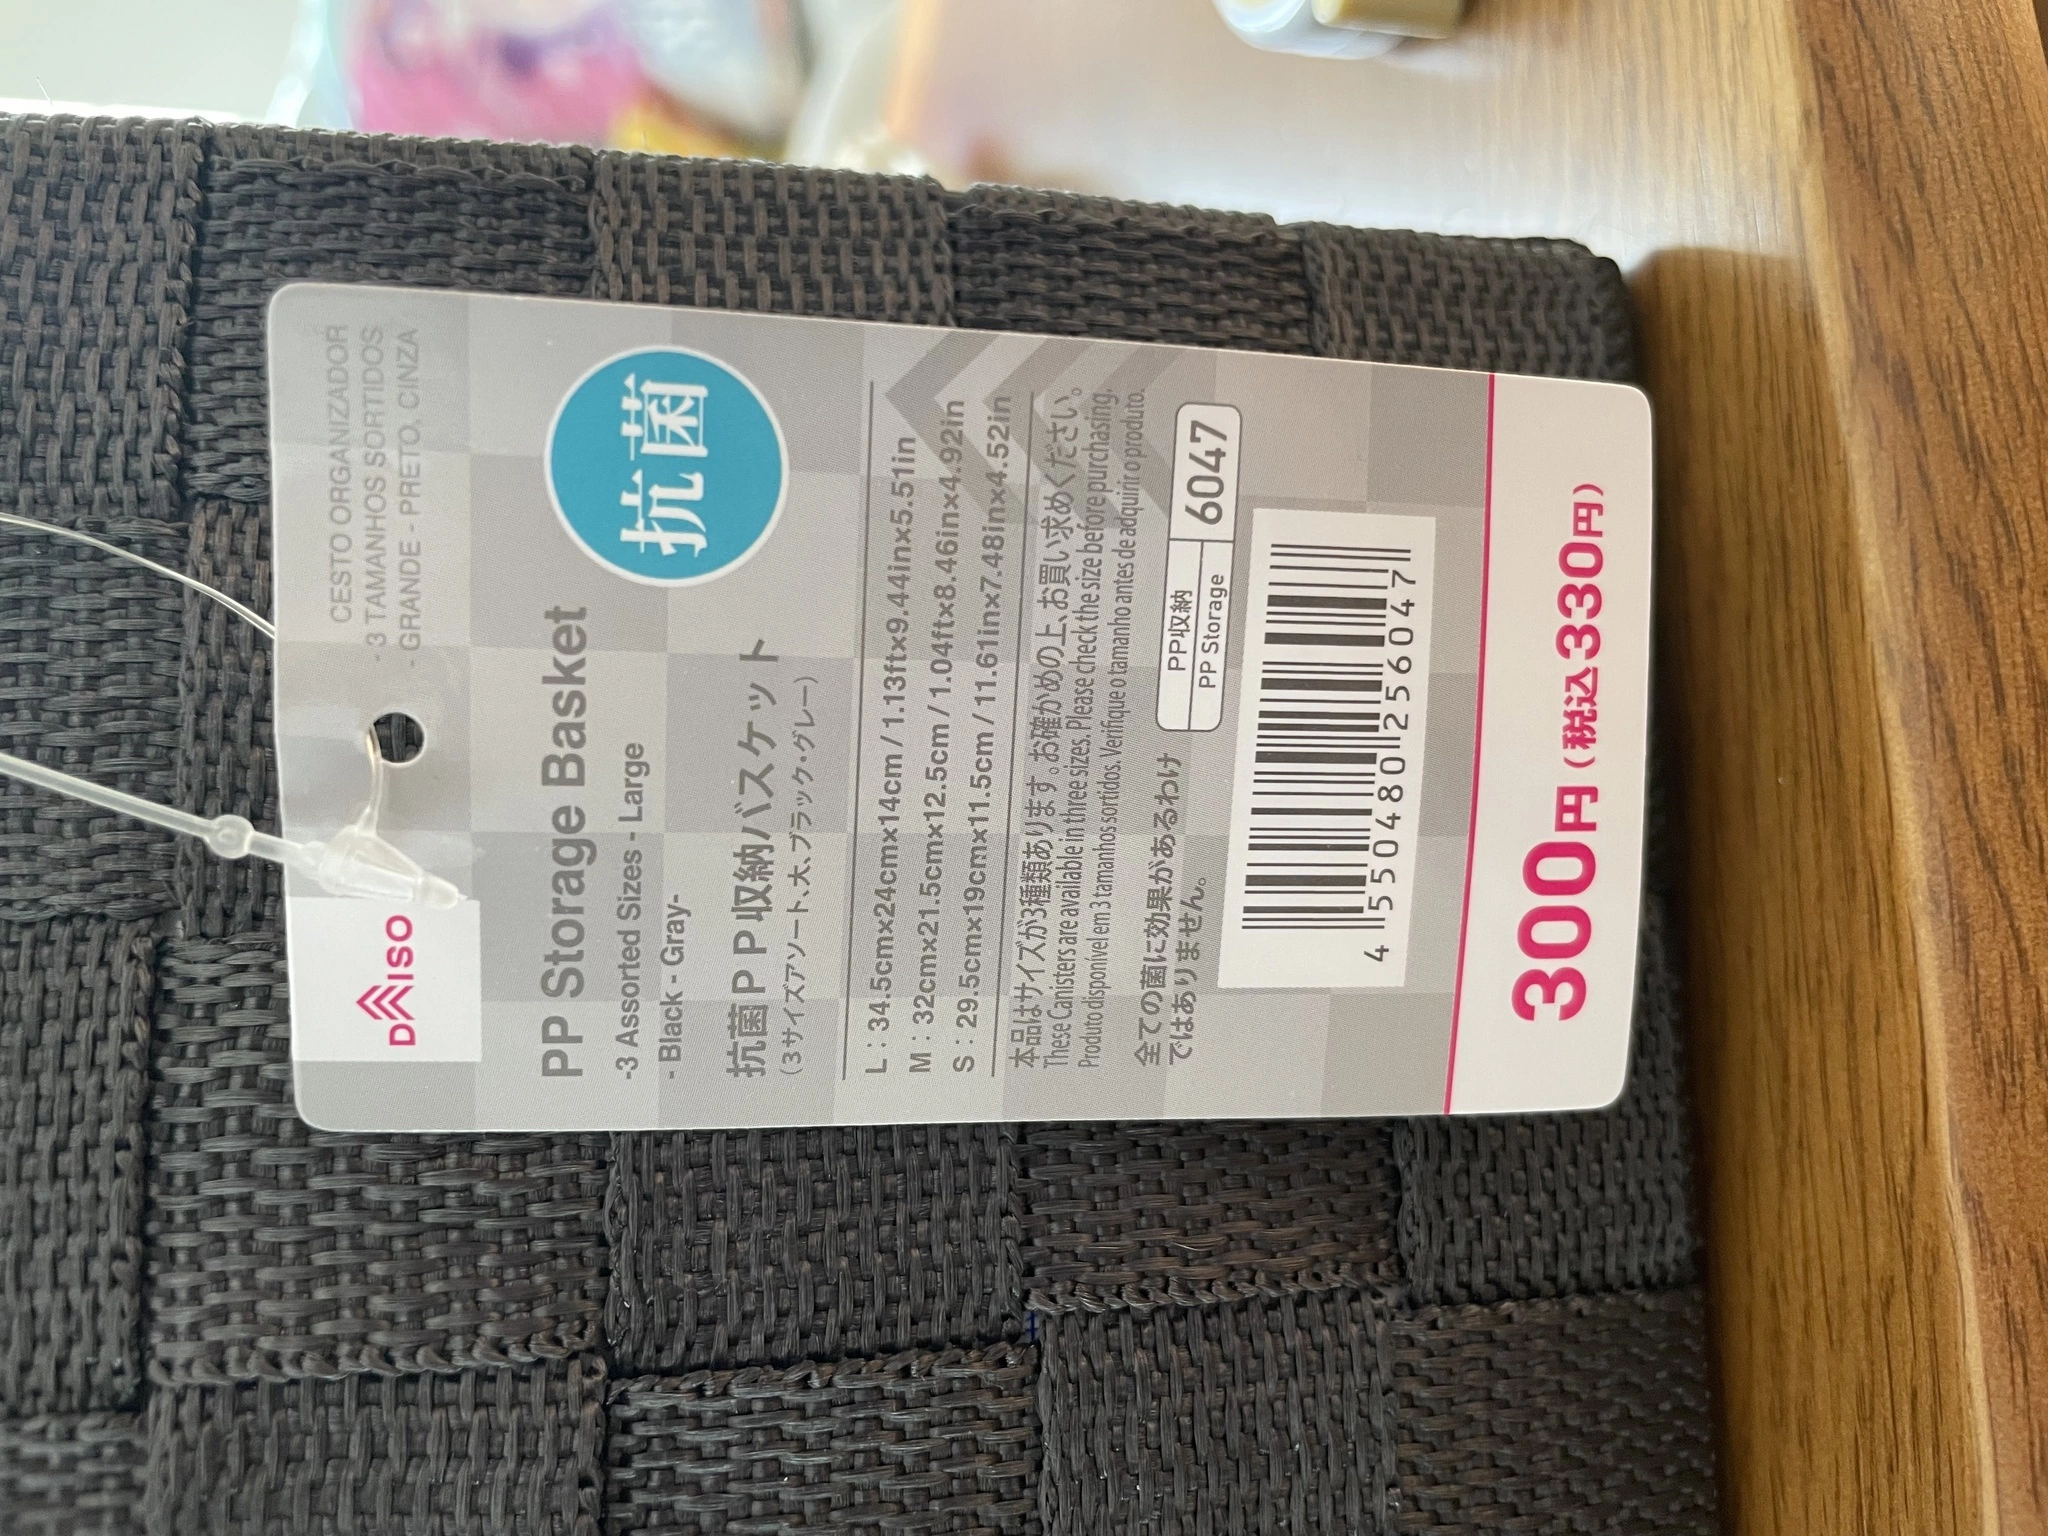 DAISO
CESTO ORGANIZADOR
- 3 TAMANHOS SORTIDOS
- GRANDE - PRETO, CINZA
PP Storage Basket
-3 Assorted Sizes - Large
- Black - Gray-
抗菌
抗菌ＰＰ収納バスケット
（３サイズアソート、大、ブラック・グレー）
L：34.5cm×24cm×14cm / 1.13ft×9.44in×5.51in
M：32cm×21.5cm×12.5cm / 1.04ft×8.46in×4.92in
S：29.5cm×19cm×11.5cm / 11.61in×7.48in×4.52in
本品はサイズが3種類あります。お確かめの上、お買い求めください。
These Canisters are available in three sizes. Please check the size before purchasing.
Produto disponível em 3 tamanhos sortidos. Verifique o tamanho antes de adquirir o produto.
全ての菌に効果があるわけ
ではありません。
PP収納
PP Storage
6047
4 550480 256047
300円（税込330円）